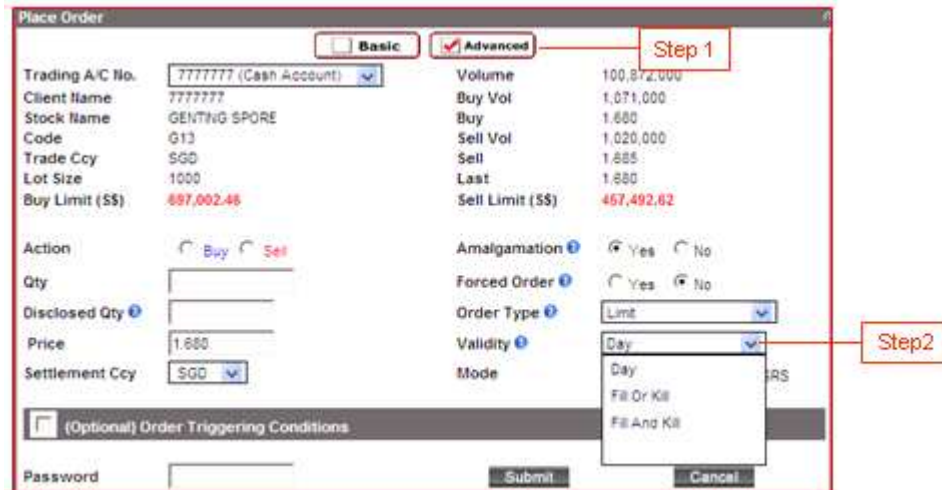 Place Order
Basic Advanced Step 1
Trading A/C No. 7777777 (Cash Account) Volume 100,872,000
Client Name 7777777 Buy Vol 1,071,000
Stock Name GENTING SPORE Buy 1.680
Code G13 Sell Vol 1,020,000
Trade Ccy SGD Sell 1.685
Lot Size 1000 Last 1.680
Buy Limit (S$) 697,002.46 Sell Limit (S$) 457,492.62
Action Buy Sell Amalgamation Yes No
Qty Forced Order Yes No
Disclosed Qty Order Type Limit
Price 1.680 Validity Day Step2
Settlement Ccy SGD Mode Day SRS
Fill Or Kill
(Optional) Order Triggering Conditions Fill And Kill
Password Submit Cancel